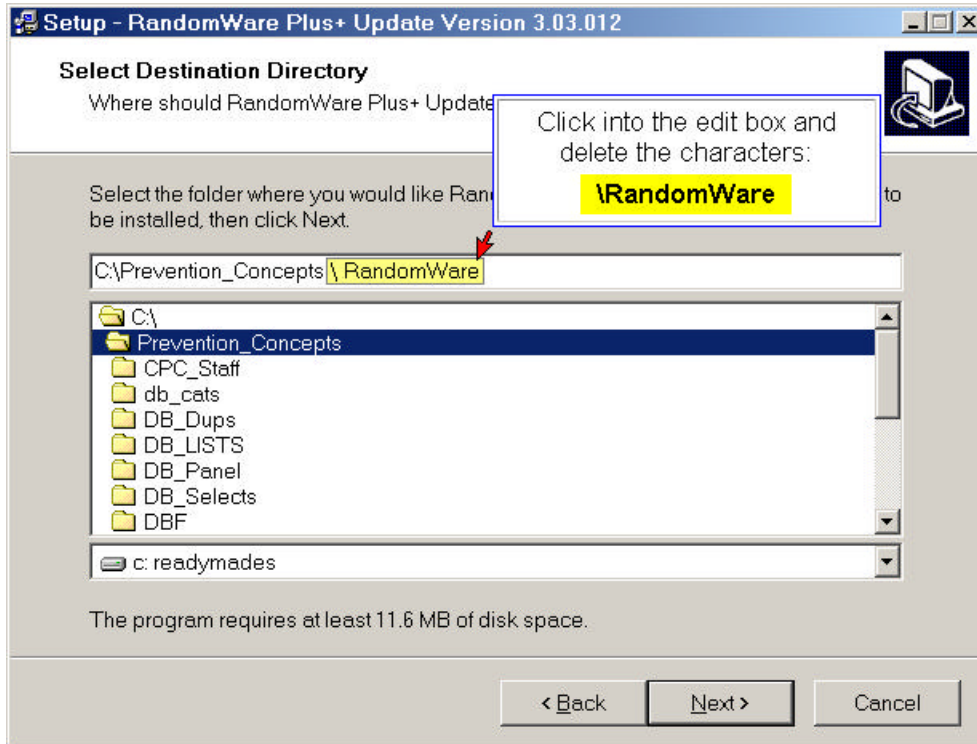 Setup - RandomWare Plus+ Update Version 3.03.012
Select Destination Directory
Where should RandomWare Plus+ Update
Click into the edit box and
delete the characters:
\RandomWare
Select the folder where you would like Ran to
be installed, then click Next.
C:\Prevention_Concepts \ RandomWare
C:\
Prevention_Concepts
CPC_Staff
db_cats
DB_Dups
DB_LISTS
DB_Panel
DB_Selects
DBF
c: readymades
The program requires at least 11.6 MB of disk space.
< Back
Next >
Cancel